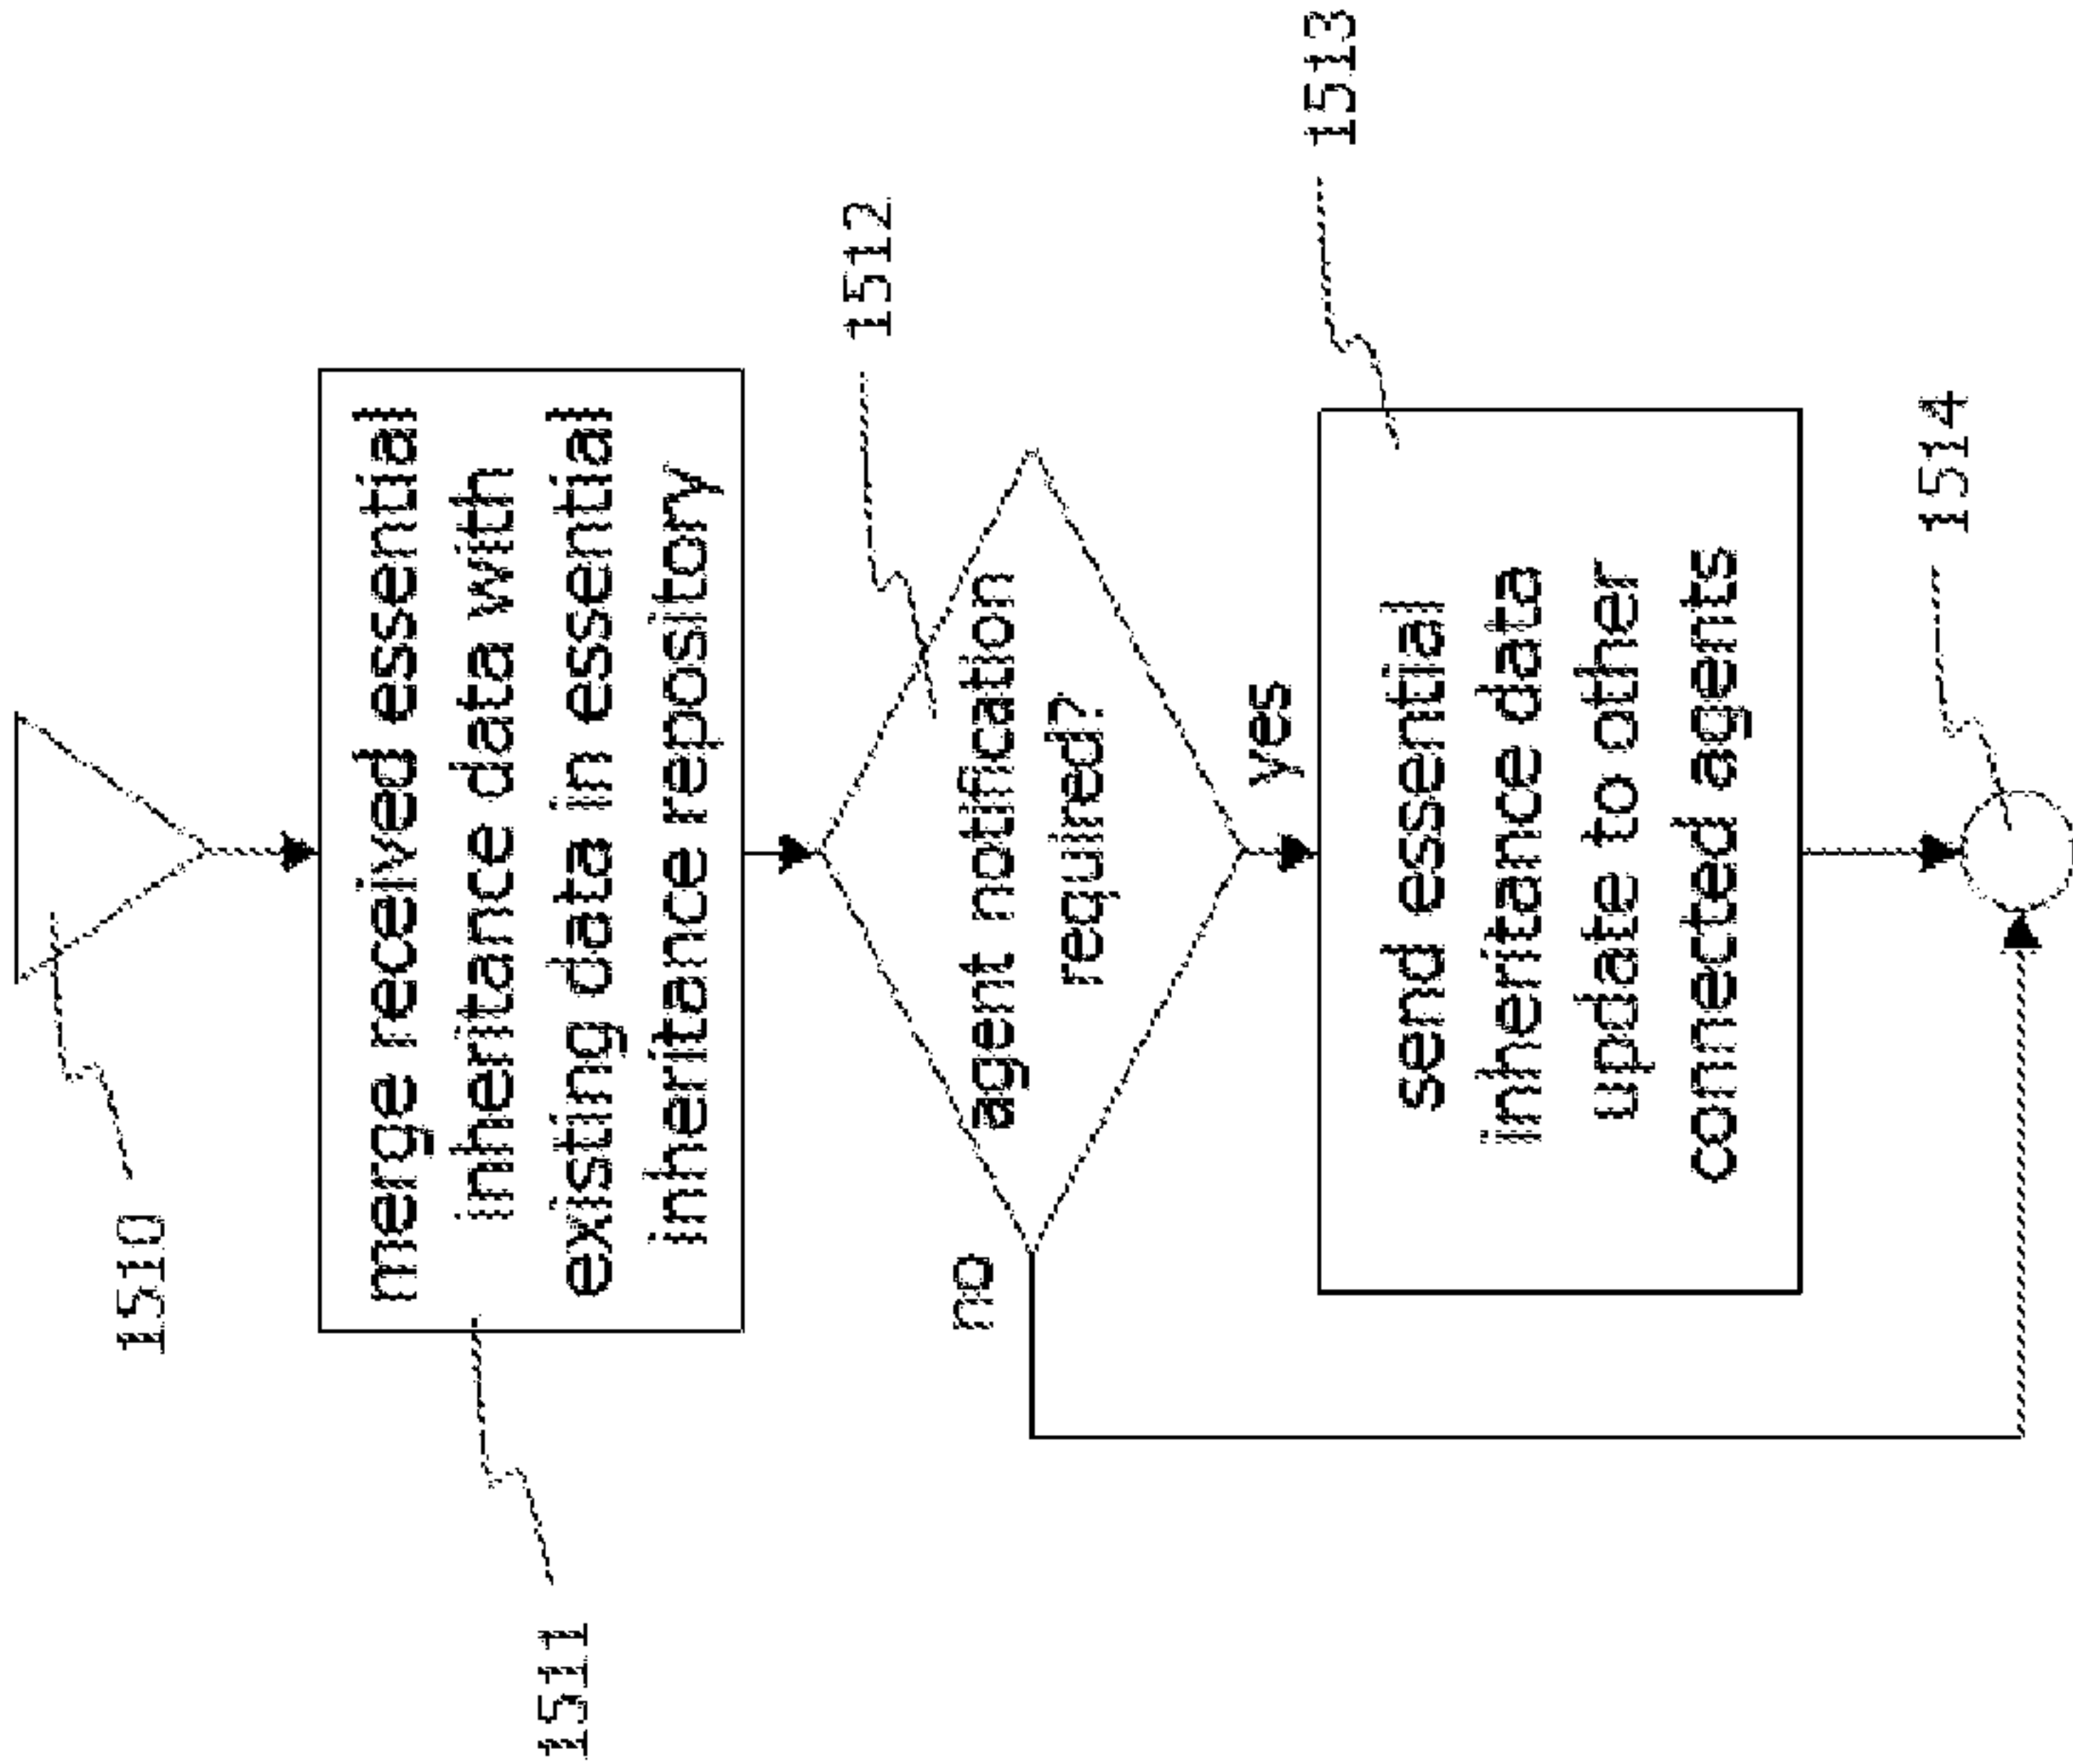 1510
merge received essential
inheritance data with
existing data in essential
inheritance repository
1511
1512
agent notification
required?
no
yes
1513
send essential
inheritance data
update to other
connected agents
1514